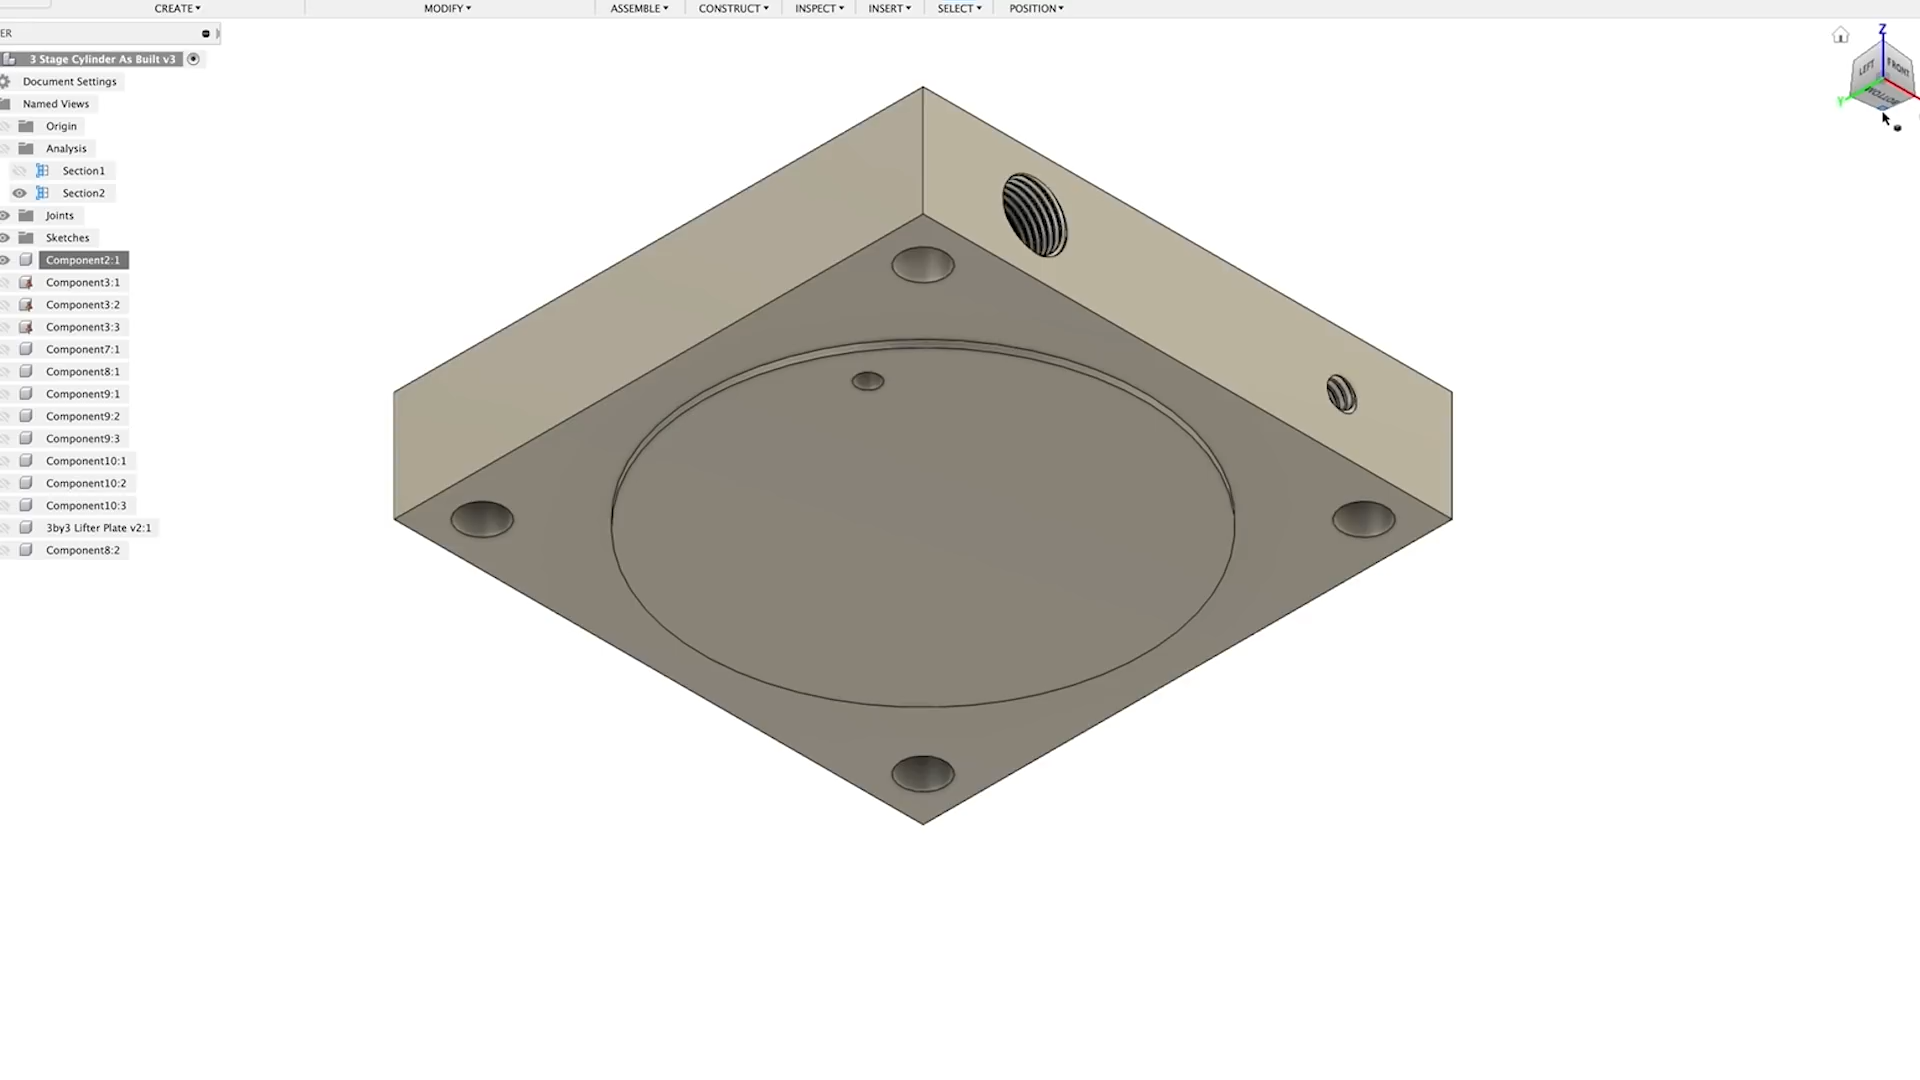 CREATE▾ MODIFY▾ ASSEMBLE▾ CONSTRUCT▾ INSPECT▾ INSERT▾ SELECT▾ POSITION▾
ER
3 Stage Cylinder As Built v3
Document Settings
Named Views
Origin
Analysis
Section1
Section2
Joints
Sketches
Component2:1
Component3:1
Component3:2
Component3:3
Component7:1
Component8:1
Component9:1
Component9:2
Component9:3
Component10:1
Component10:2
Component10:3
3by3 Lifter Plate v2:1
Component8:2
Z
LEFT FRONT
Y BOTTOM